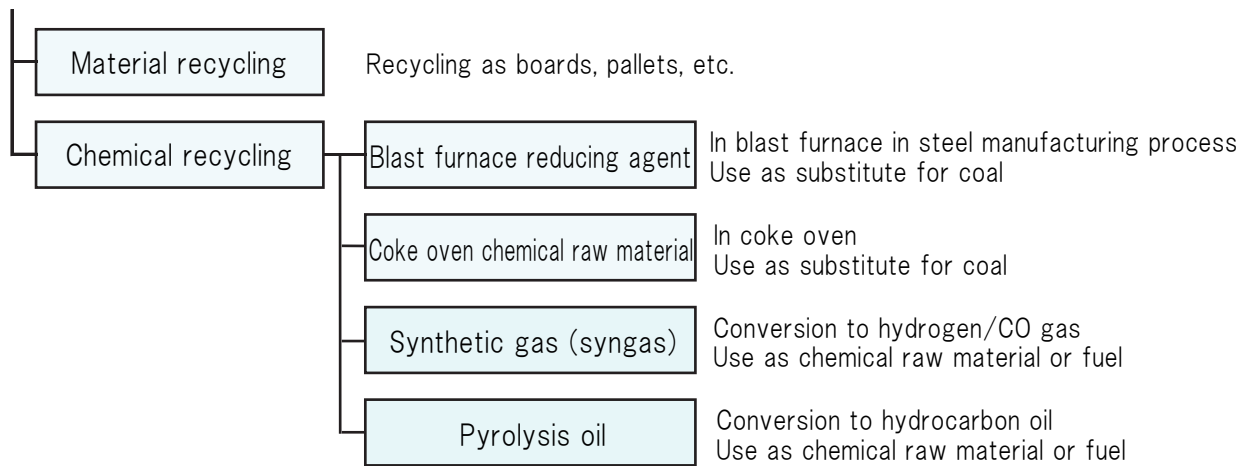 Material recycling
Recycling as boards, pallets, etc.
Chemical recycling
Blast furnace reducing agent
In blast furnace in steel manufacturing process
Use as substitute for coal
Coke oven chemical raw material
In coke oven
Use as substitute for coal
Synthetic gas (syngas)
Conversion to hydrogen/CO gas
Use as chemical raw material or fuel
Pyrolysis oil
Conversion to hydrocarbon oil
Use as chemical raw material or fuel